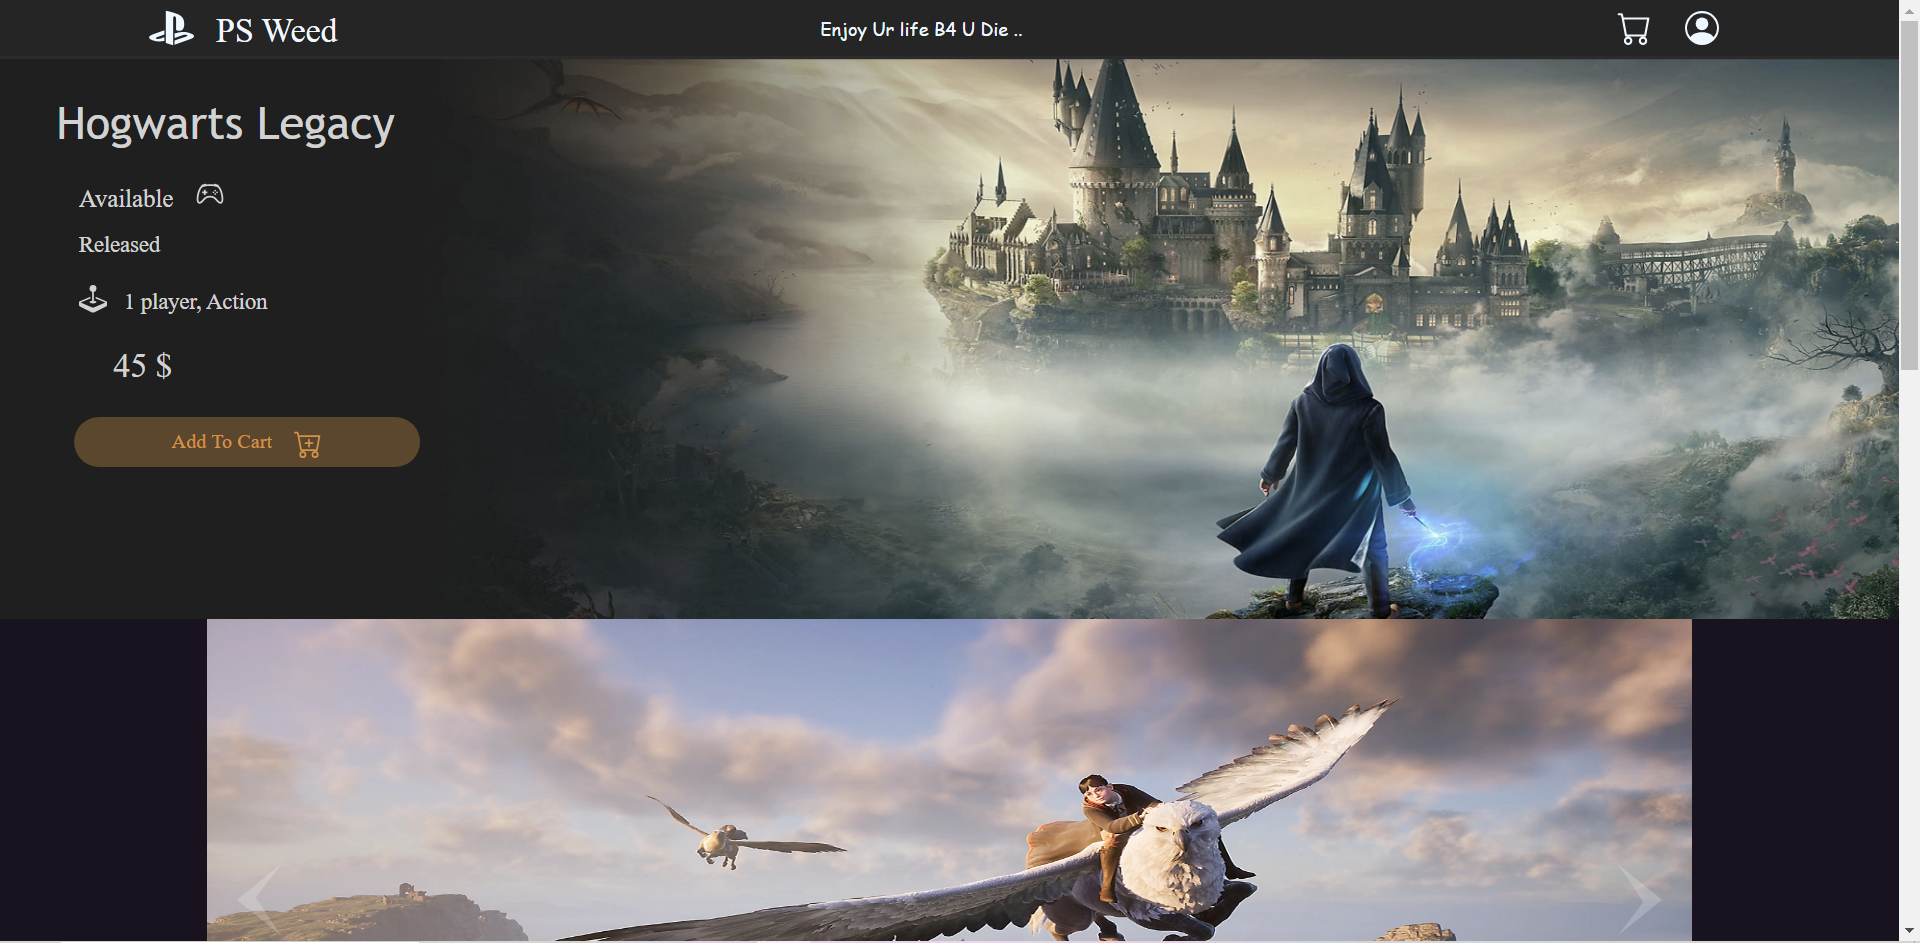 PS Weed
Enjoy Ur life B4 U Die ..
Hogwarts Legacy
Available
Released
1 player, Action
45 $
Add To Cart